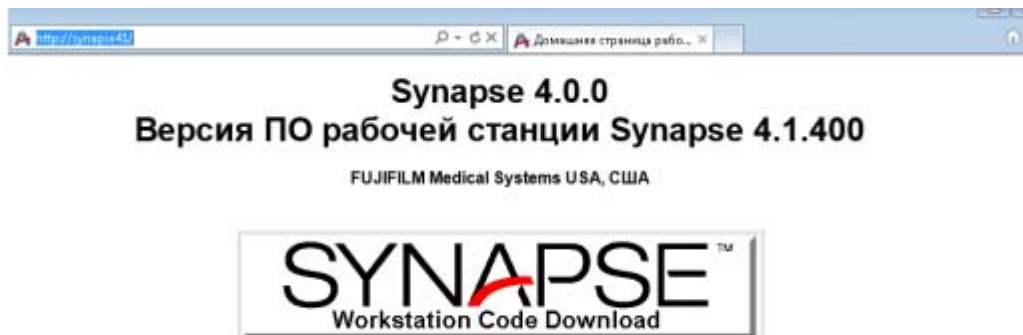 http://synapse41/
Домашняя страница рабо...
Synapse 4.0.0
Версия ПО рабочей станции Synapse 4.1.400
FUJIFILM Medical Systems USA, США
SYNAPSE™
Workstation Code Download